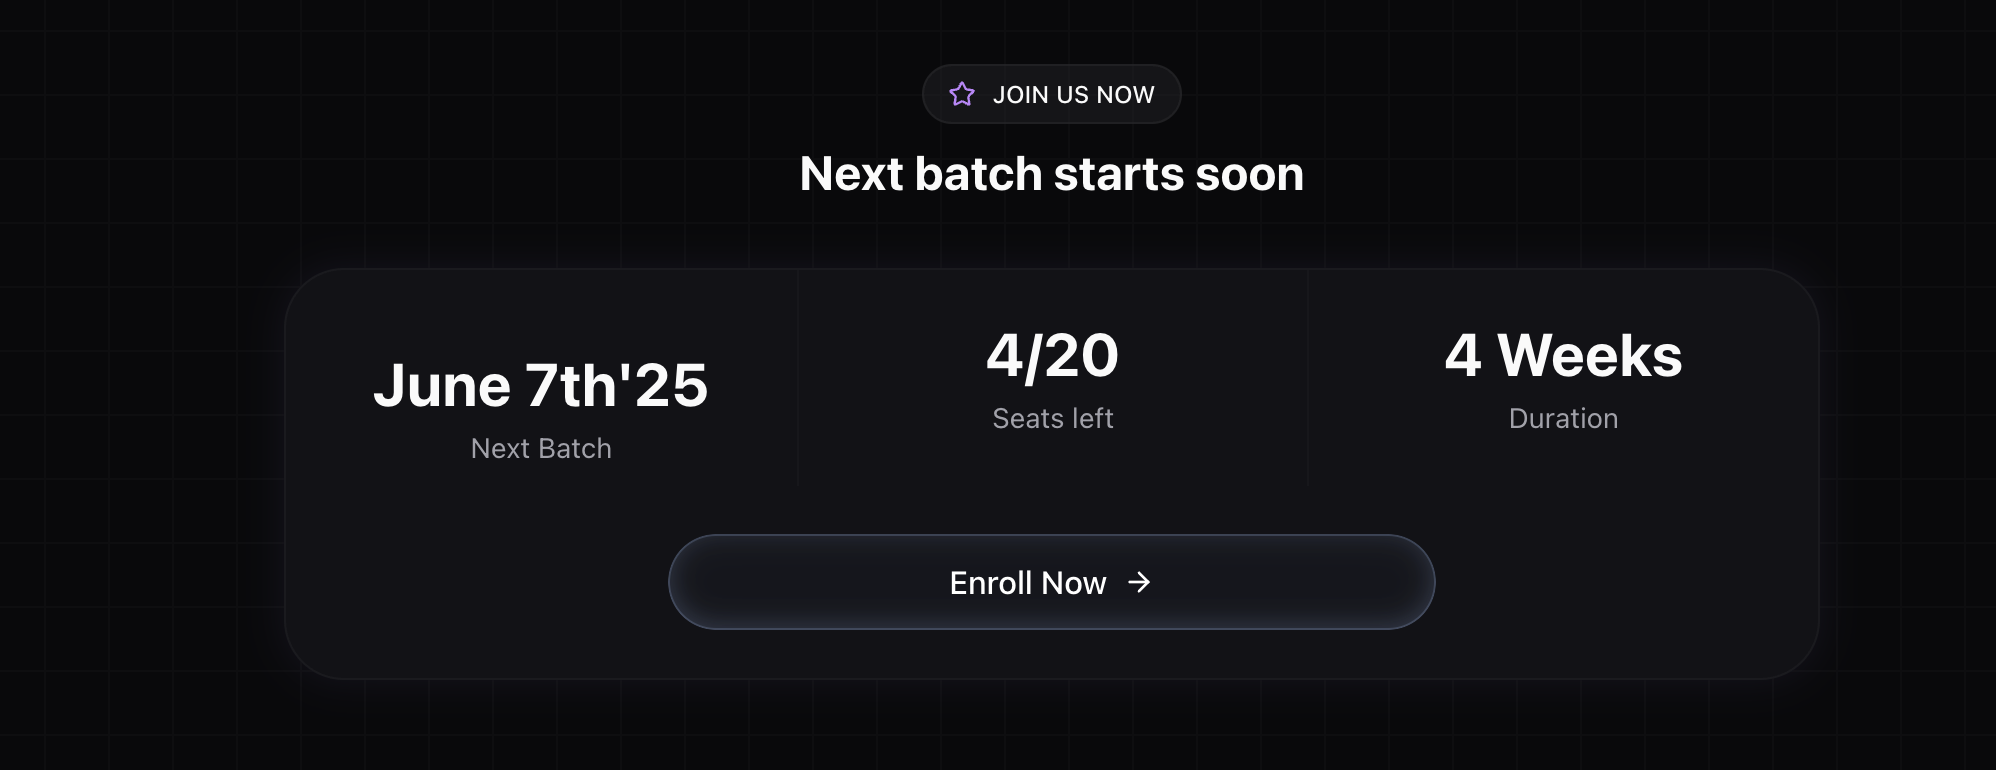 JOIN US NOW
Next batch starts soon
June 7th'25
Next Batch
4/20
Seats left
4 Weeks
Duration
Enroll Now →